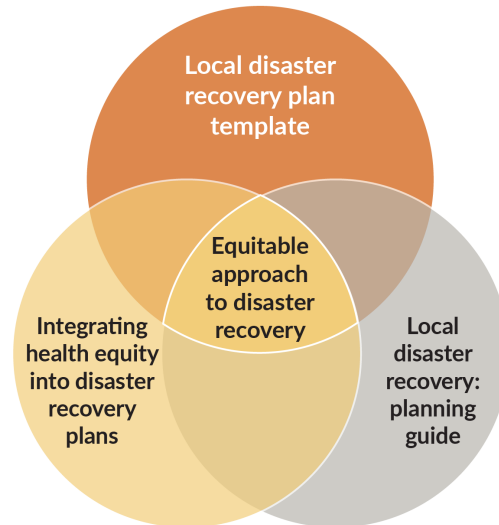 Local disaster
recovery plan
template
Equitable
approach
to disaster
recovery
Integrating
health equity
into disaster
recovery
plans
Local
disaster
recovery:
planning
guide